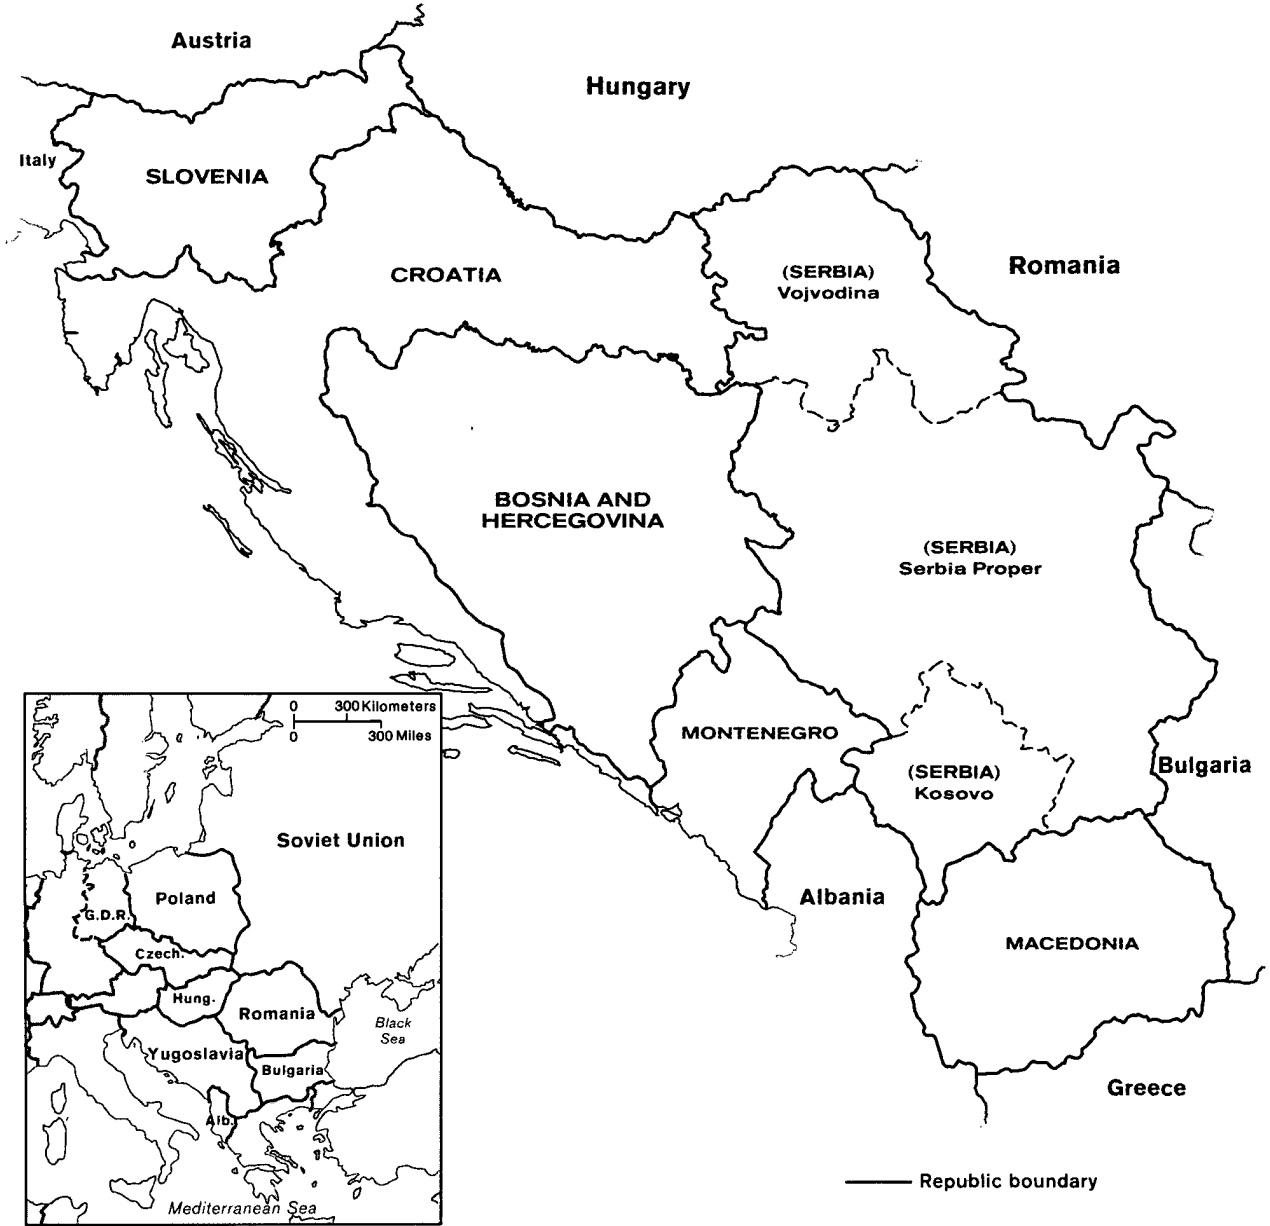 Austria
Hungary
Italy
SLOVENIA
CROATIA
(SERBIA)
Vojvodina
Romania
BOSNIA AND
HERCEGOVINA
(SERBIA)
Serbia Proper
MONTENEGRO
(SERBIA)
Kosovo
Bulgaria
Albania
MACEDONIA
Greece
Republic boundary
0 300 Kilometers
0 300 Miles
Soviet Union
Poland
G.D.R.
Czech.
Hung.
Romania
Black
Sea
Yugoslavia
Bulgaria
Alb.
Mediterranean Sea